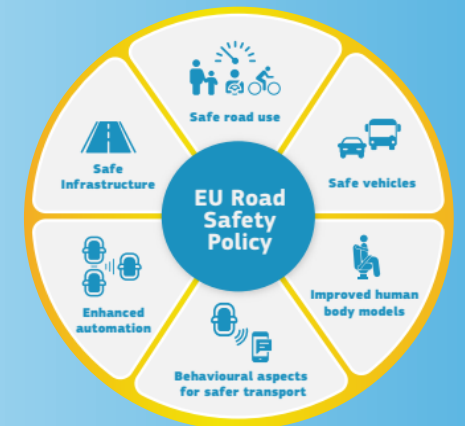 Safe road use
Safe vehicles
Improved human
body models
Behavioural aspects
for safer transport
Enhanced
automation
Safe
Infrastructure
EU Road
Safety
Policy